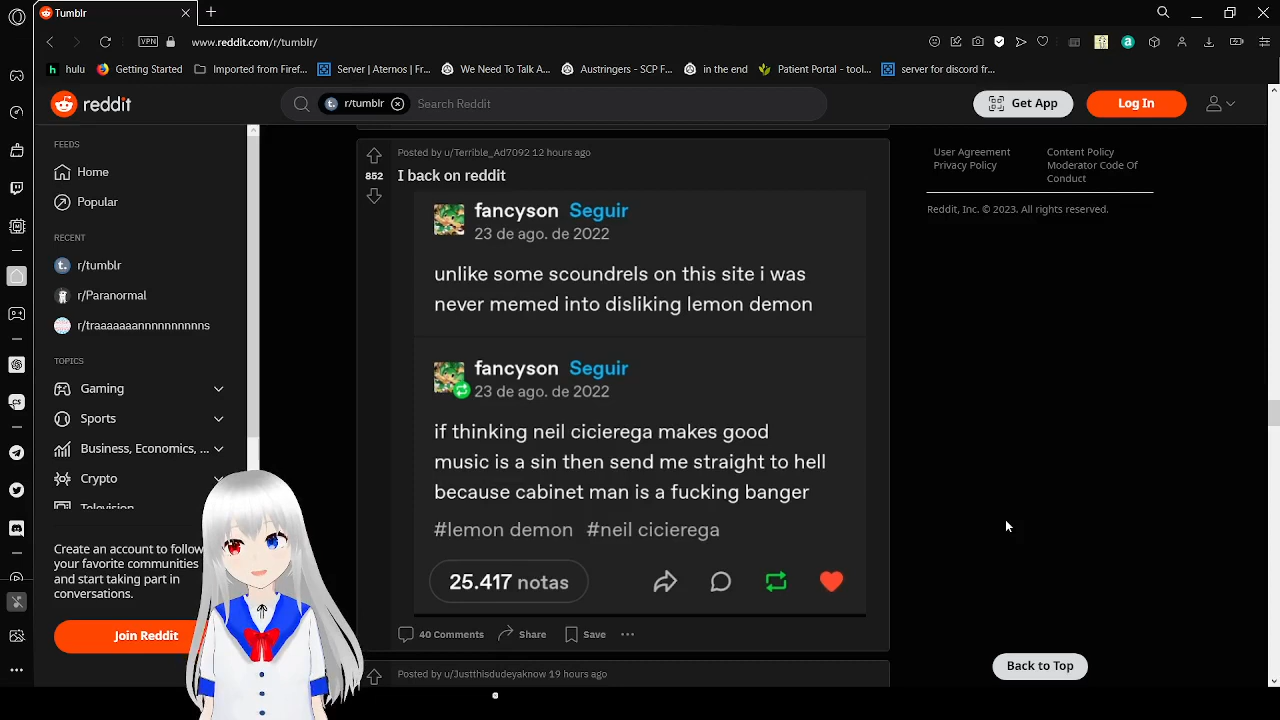 Tumblr
www.reddit.com/r/tumblr/
VPN
hulu
Getting Started
Imported from Firef...
Server | Aternos | Fr...
We Need To Talk A...
Austringers - SCP F...
in the end
Patient Portal - tool...
server for discord fr...
reddit
r/tumblr
Search Reddit
Get App
Log In
FEEDS
Home
Popular
RECENT
r/tumblr
r/Paranormal
r/traaaaaaannnnnnnnnns
TOPICS
Gaming
Sports
Business, Economics, ...
Crypto
Television
Create an account to follow
your favorite communities
and start taking part in
conversations.
Join Reddit
Posted by u/Terrible_Ad7092 12 hours ago
852
I back on reddit
fancyson Seguir
23 de ago. de 2022
unlike some scoundrels on this site i was
never memed into disliking lemon demon
fancyson Seguir
23 de ago. de 2022
if thinking neil cicierega makes good
music is a sin then send me straight to hell
because cabinet man is a fucking banger
#lemon demon #neil cicierega
25.417 notas
40 Comments
Share
Save
Posted by u/Justthisdudeyaknow 19 hours ago
User Agreement
Privacy Policy
Content Policy
Moderator Code Of
Conduct
Reddit, Inc. © 2023. All rights reserved.
Back to Top